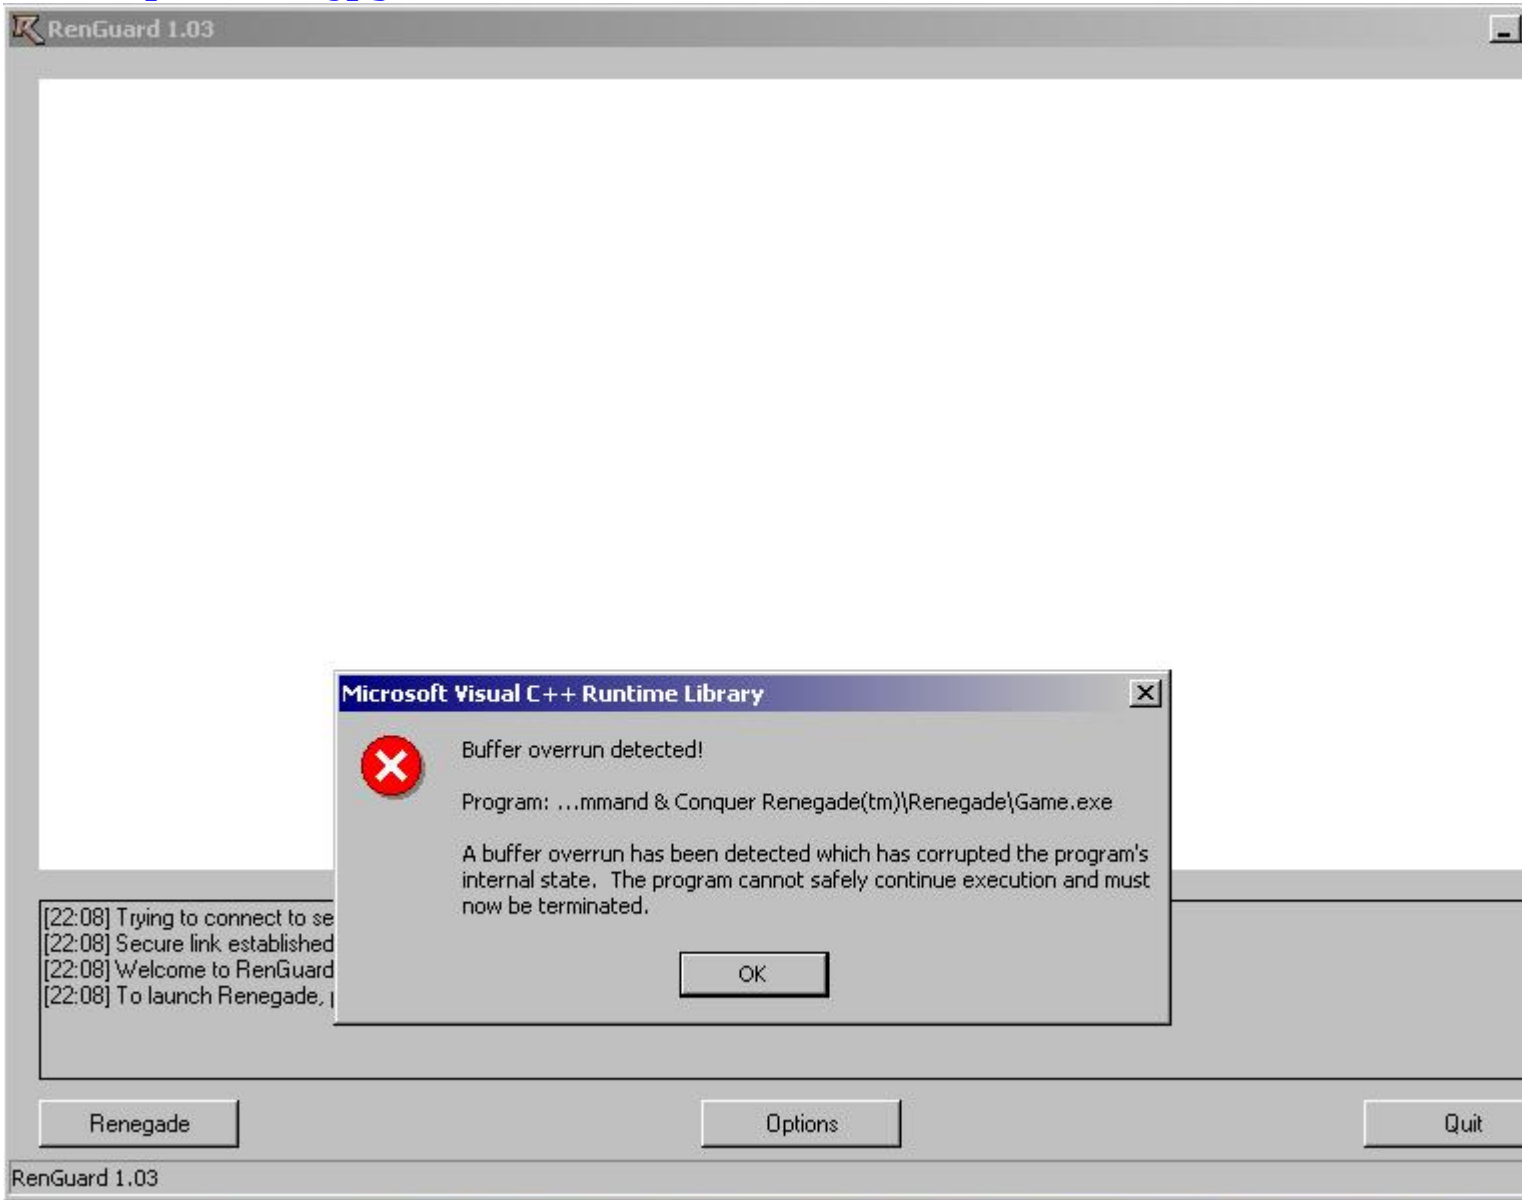 RenGuard 1.03
Microsoft Visual C++ Runtime Library
Buffer overrun detected!
Program: ...mmand & Conquer Renegade(tm)\Renegade\Game.exe
A buffer overrun has been detected which has corrupted the program's
internal state.  The program cannot safely continue execution and must
now be terminated.
OK
[22:08] Trying to connect to se
[22:08] Secure link established
[22:08] Welcome to RenGuard
[22:08] To launch Renegade,
Renegade
Options
Quit
RenGuard 1.03